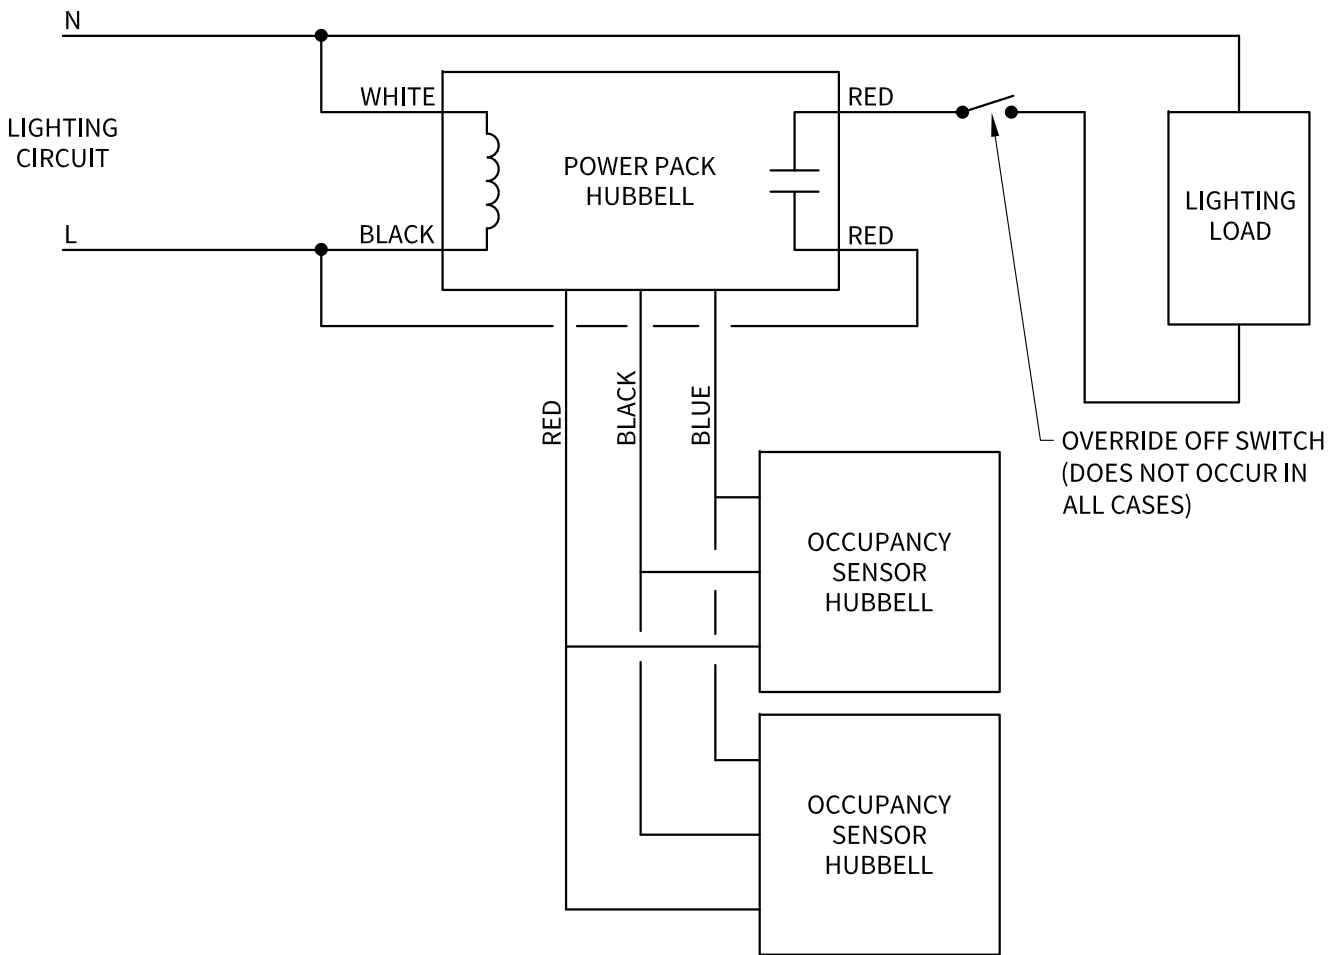 N
WHITE
RED
LIGHTING
CIRCUIT
POWER PACK
HUBBELL
LIGHTING
LOAD
L
BLACK
RED
RED
BLACK
BLUE
OVERRIDE OFF SWITCH
(DOES NOT OCCUR IN
ALL CASES)
OCCUPANCY
SENSOR
HUBBELL
OCCUPANCY
SENSOR
HUBBELL